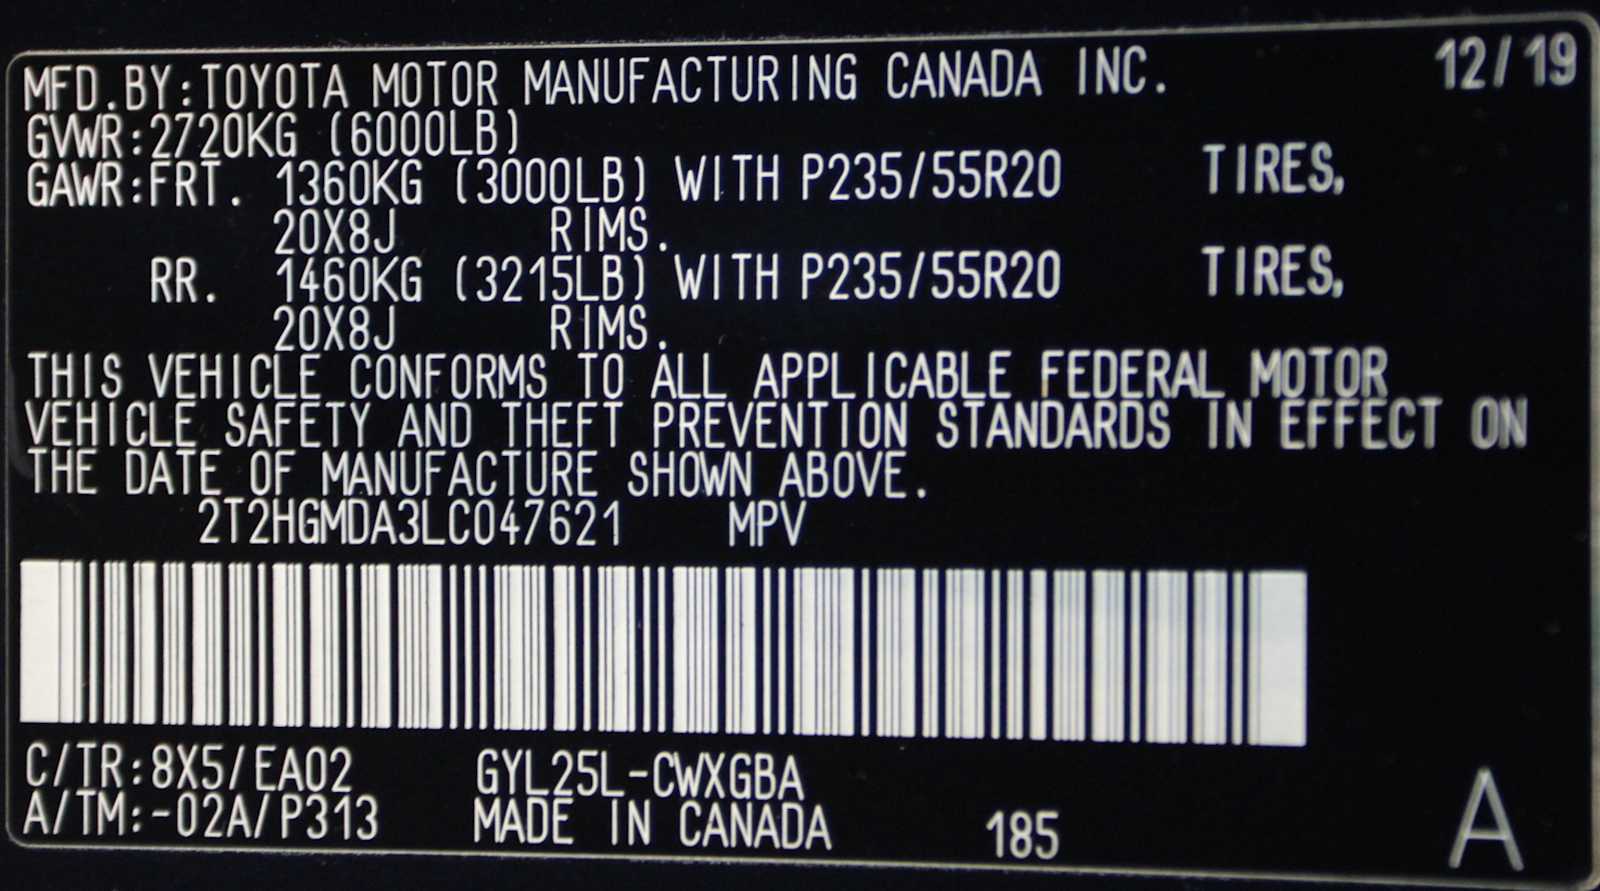 MFD.BY:TOYOTA MOTOR MANUFACTURING CANADA INC. 12/19
GVWR:2720KG (6000LB)
GAWR:FRT. 1360KG (3000LB) WITH P235/55R20 TIRES,
20X8J RIMS.
RR. 1460KG (3215LB) WITH P235/55R20 TIRES,
20X8J RIMS.
THIS VEHICLE CONFORMS TO ALL APPLICABLE FEDERAL MOTOR
VEHICLE SAFETY AND THEFT PREVENTION STANDARDS IN EFFECT ON
THE DATE OF MANUFACTURE SHOWN ABOVE.
2T2HGMDA3LC047621 MPV
C/TR:8X5/EA02 GYL25L-CWXGBA
A/TM:-02A/P313 MADE IN CANADA 185 A